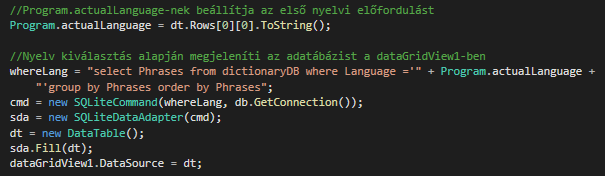 //Program.actualLanguage-nek beállítja az első nyelvi előfordulást
Program.actualLanguage = dt.Rows[0][0].ToString();
//Nyelv kiválasztás alapján megjeleníti az adatábázist a dataGridView1-ben
whereLang = "select Phrases from dictionaryDB where Language ='" + Program.actualLanguage +
"'group by Phrases order by Phrases";
cmd = new SQLiteCommand(whereLang, db.GetConnection());
sda = new SQLiteDataAdapter(cmd);
dt = new DataTable();
sda.Fill(dt);
dataGridView1.DataSource = dt;